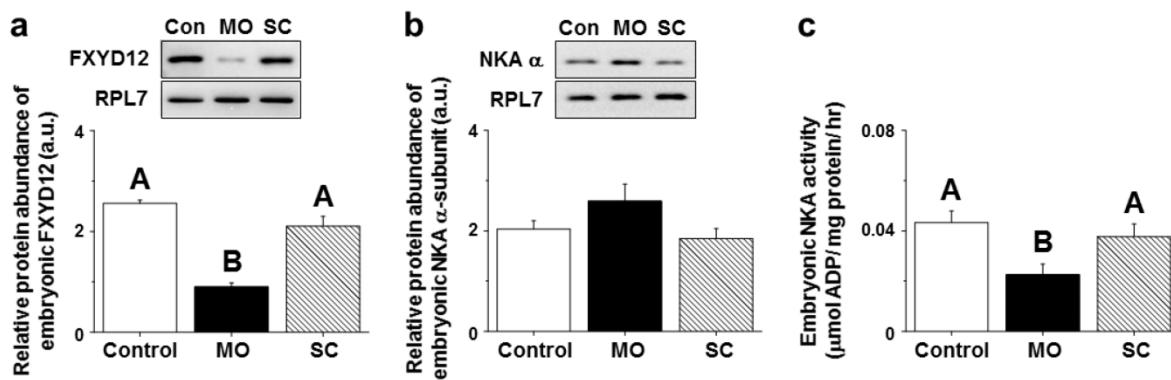 a
Con MO SC
FXYD12
RPL7
Relative protein abundance of
embryonic FXYD12 (a.u.)
4
2
0
A
B
A
Control MO SC
b
Con MO SC
NKA α
RPL7
Relative protein abundance of
embryonic NKA α-subunit (a.u.)
4
2
0
Control MO SC
c
Embryonic NKA activity
(μmol ADP/ mg protein/ hr)
0.08
0.04
0
A
B
A
Control MO SC